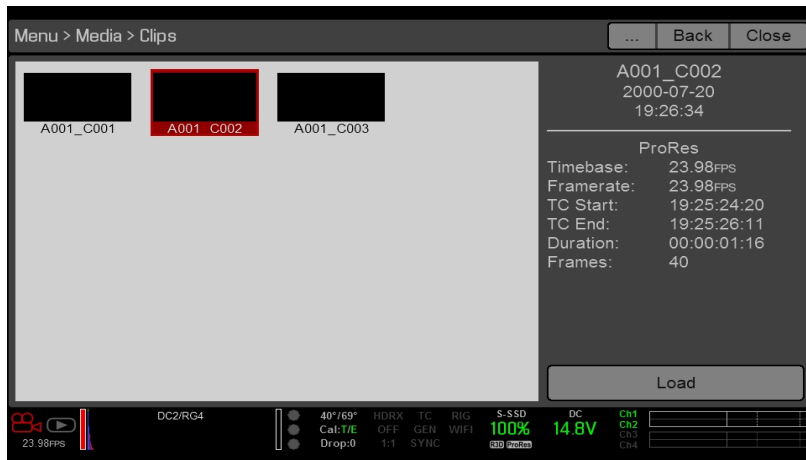 Menu > Media > Clips
... Back Close
A001_C001 A001_C002 A001_C003
A001_C002
2000-07-20
19:26:34
ProRes
Timebase: 23.98FPS
Framerate: 23.98FPS
TC Start: 19:25:24:20
TC End: 19:25:26:11
Duration: 00:00:01:16
Frames: 40
Load
23.98FPS
DC2/RG4
40°/69° HDRX TC RIG
Cal:T/E OFF GEN WIFI
Drop:0 1:1 SYNC
S-SSD
100%
R3D ProRes
DC
14.8V
Ch1
Ch2
Ch3
Ch4